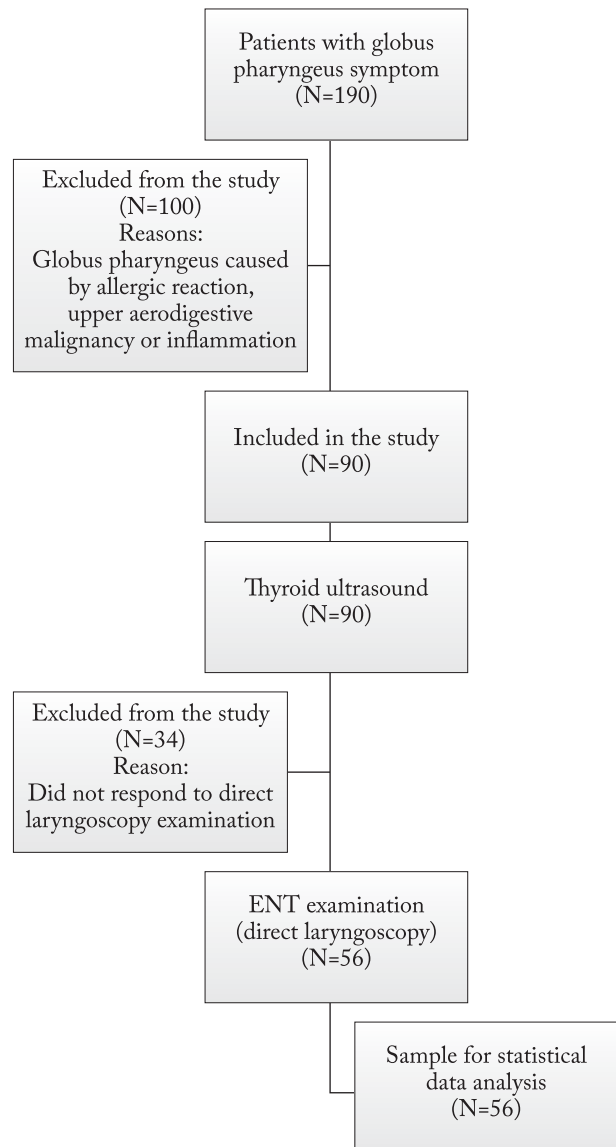 Patients with globus
pharyngeus symptom
(N=190)
Excluded from the study
(N=100)
Reasons:
Globus pharyngeus caused
by allergic reaction,
upper aerodigestive
malignancy or inflammation
Included in the study
(N=90)
Thyroid ultrasound
(N=90)
Excluded from the study
(N=34)
Reason:
Did not respond to direct
laryngoscopy examination
ENT examination
(direct laryngoscopy)
(N=56)
Sample for statistical
data analysis
(N=56)